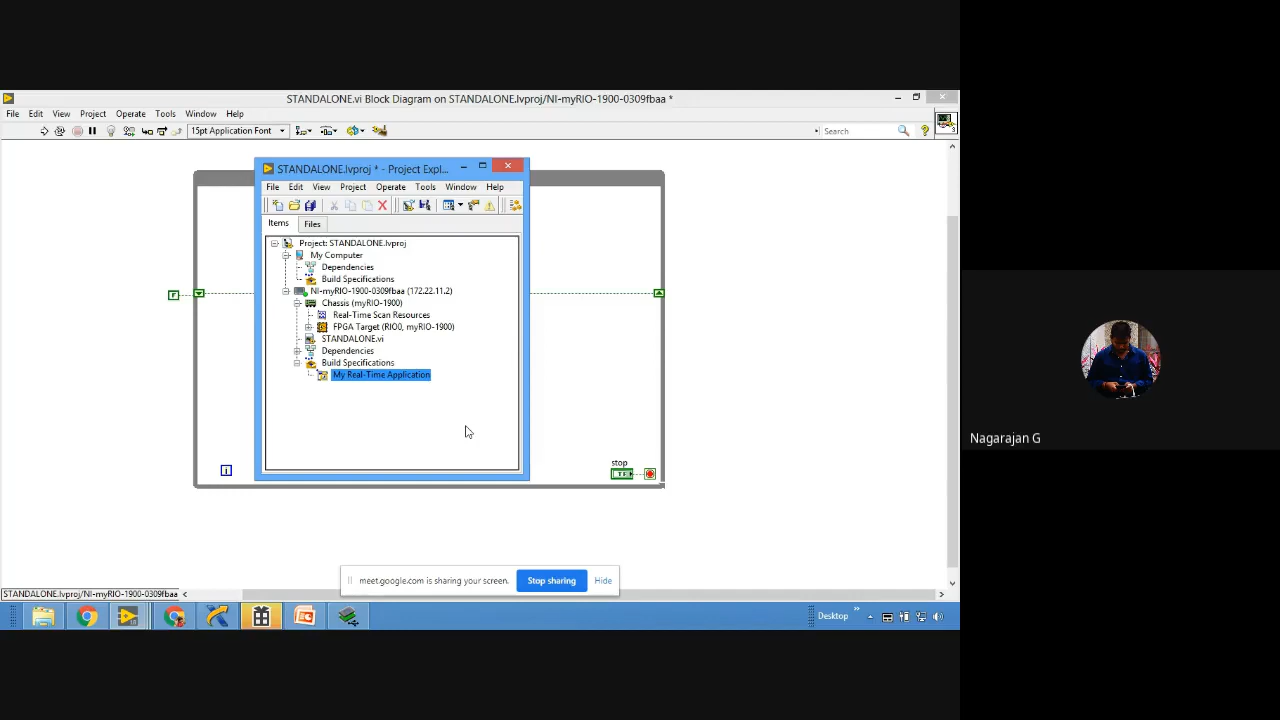 STANDALONE.vi Block Diagram on STANDALONE.lvproj/NI-myRIO-1900-0309fbaa *
File Edit View Project Operate Tools Window Help
15pt Application Font
Search
3
STANDALONE.lvproj * - Project Expl...
File Edit View Project Operate Tools Window Help
Items Files
Project: STANDALONE.lvproj
My Computer
Dependencies
Build Specifications
NI-myRIO-1900-0309fbaa (172.22.11.2)
Chassis (myRIO-1900)
Real-Time Scan Resources
FPGA Target (RIO0, myRIO-1900)
STANDALONE.vi
Dependencies
Build Specifications
My Real-Time Application
F
i
stop
TF
Nagarajan G
meet.google.com is sharing your screen. Stop sharing Hide
STANDALONE.lvproj/NI-myRIO-1900-0309fbaa
Desktop